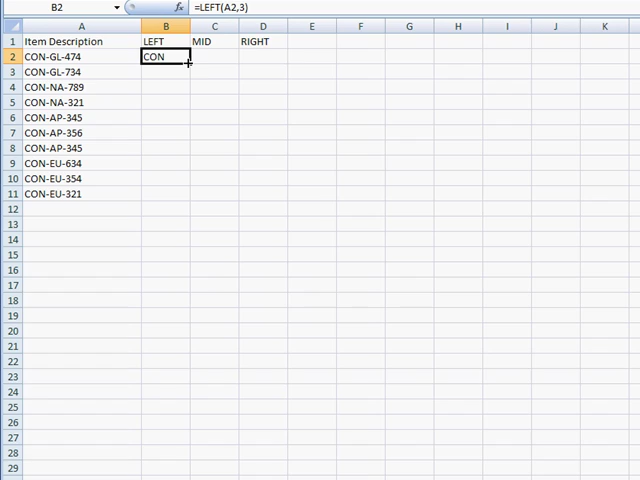 B2 fx =LEFT(A2,3)
A B C D E F G H I J K
1 Item Description LEFT MID RIGHT
2 CON-GL-474 CON
3 CON-GL-734
4 CON-NA-789
5 CON-NA-321
6 CON-AP-345
7 CON-AP-356
8 CON-AP-345
9 CON-EU-634
10 CON-EU-354
11 CON-EU-321
12
13
14
15
16
17
18
19
20
21
22
23
24
25
26
27
28
29